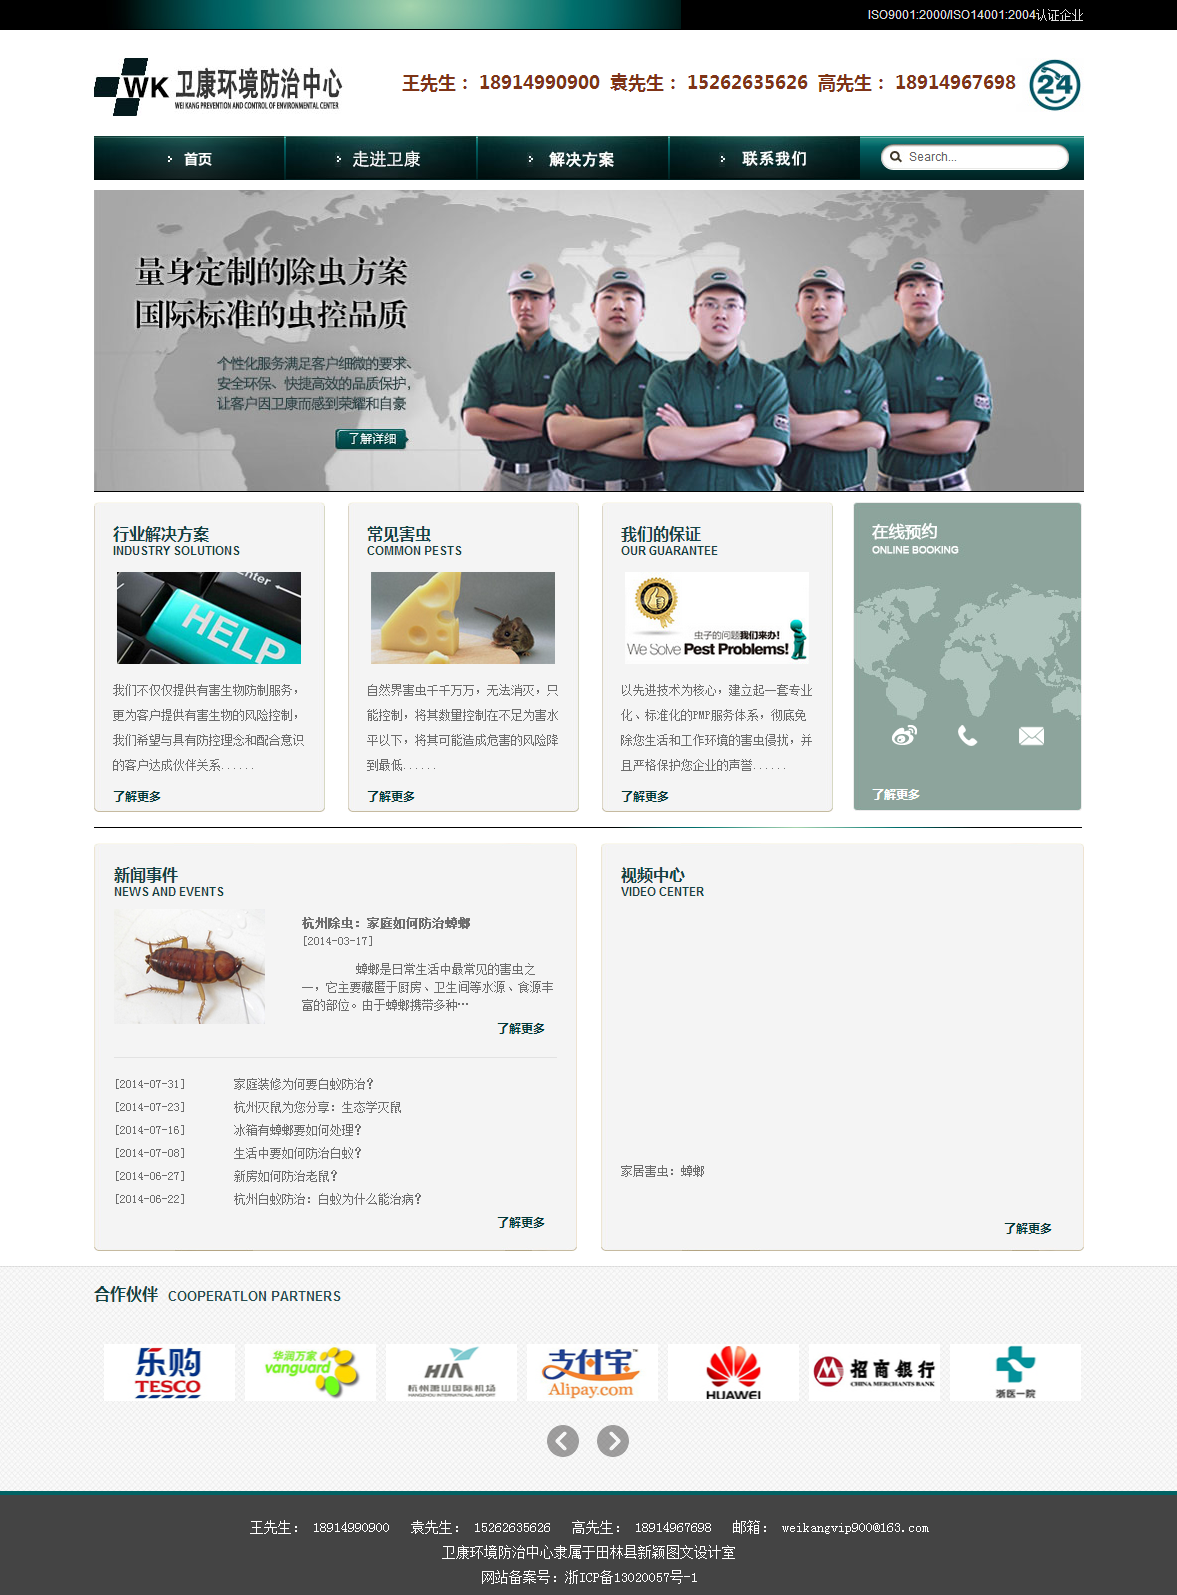 ISO9001:2000/ISO14001:2004认证企业
WK 卫康环境防治中心
WEI KANG PREVENTION AND CONTROL OF ENVIRONMENTAL CENTER
王先生： 18914990900 袁先生： 15262635626 高先生： 18914967698
24
首页 走进卫康 解决方案 联系我们 Search...
量身定制的除虫方案
国际标准的虫控品质
个性化服务满足客户细微的要求、
安全环保、快捷高效的品质保护，
让客户因卫康而感到荣耀和自豪
了解详细
行业解决方案
INDUSTRY SOLUTIONS
Enter
HELP
我们不仅仅提供有害生物防制服务，
更为客户提供有害生物的风险控制，
我们希望与具有防控理念和配合意识
的客户达成伙伴关系......
了解更多
常见害虫
COMMON PESTS
自然界害虫千千万万，无法消灭，只
能控制，将其数量控制在不足为害水
平以下，将其可能造成危害的风险降
到最低......
了解更多
我们的保证
OUR GUARANTEE
虫子的问题我们来办!
We Solve Pest Problems!
以先进技术为核心，建立起一套专业
化、标准化的PMP服务体系，彻底免
除您生活和工作环境的害虫侵扰，并
且严格保护您企业的声誉......
了解更多
在线预约
ONLINE BOOKING
了解更多
新闻事件
NEWS AND EVENTS
杭州除虫：家庭如何防治蟑螂
[2014-03-17]
蟑螂是日常生活中最常见的害虫之
一，它主要藏匿于厨房、卫生间等水源、食源丰
富的部位。由于蟑螂携带多种…
了解更多
[2014-07-31] 家庭装修为何要白蚁防治？
[2014-07-23] 杭州灭鼠为您分享：生态学灭鼠
[2014-07-16] 冰箱有蟑螂要如何处理？
[2014-07-08] 生活中要如何防治白蚁？
[2014-06-27] 新房如何防治老鼠？
[2014-06-22] 杭州白蚁防治：白蚁为什么能治病？
了解更多
视频中心
VIDEO CENTER
家居害虫：蟑螂
了解更多
合作伙伴 COOPERATLON PARTNERS
乐购
TESCO
华润万家
vanguard
HIA
杭州萧山国际机场
HANGZHOU INTERNATIONAL AIRPORT
支付宝
Alipay.com
HUAWEI
招商银行
CHINA MERCHANTS BANK
浙医一院
王先生： 18914990900 袁先生： 15262635626 高先生： 18914967698 邮箱： weikangvip900@163.com
卫康环境防治中心隶属于田林县新颖图文设计室
网站备案号：浙ICP备13020057号-1